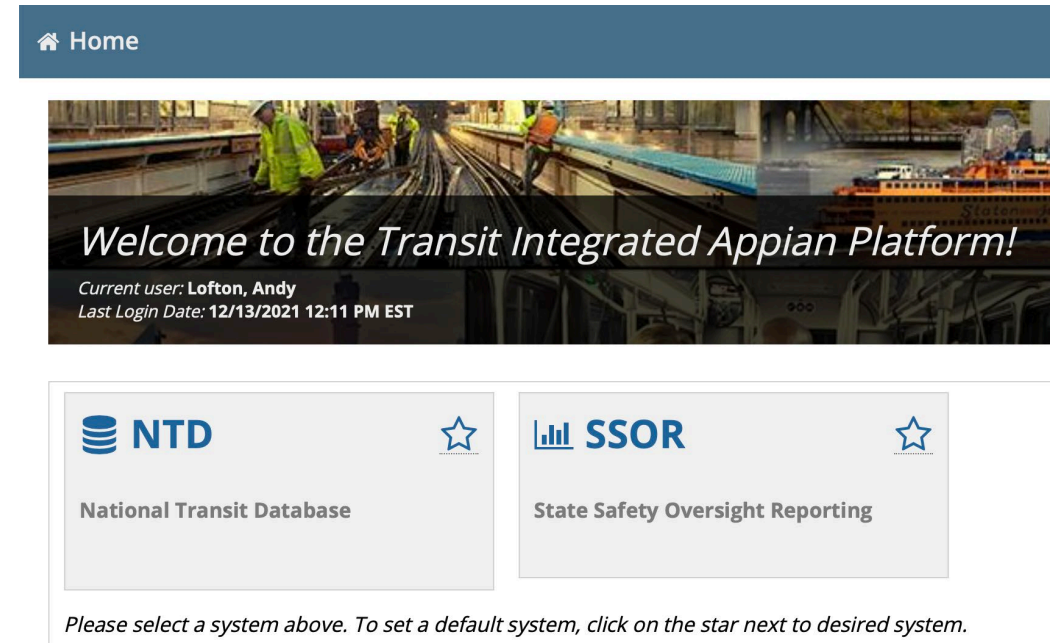 Home
Welcome to the Transit Integrated Appian Platform!
Current user: Lofton, Andy
Last Login Date: 12/13/2021 12:11 PM EST
NTD
SSOR
National Transit Database
State Safety Oversight Reporting
Please select a system above. To set a default system, click on the star next to desired system.